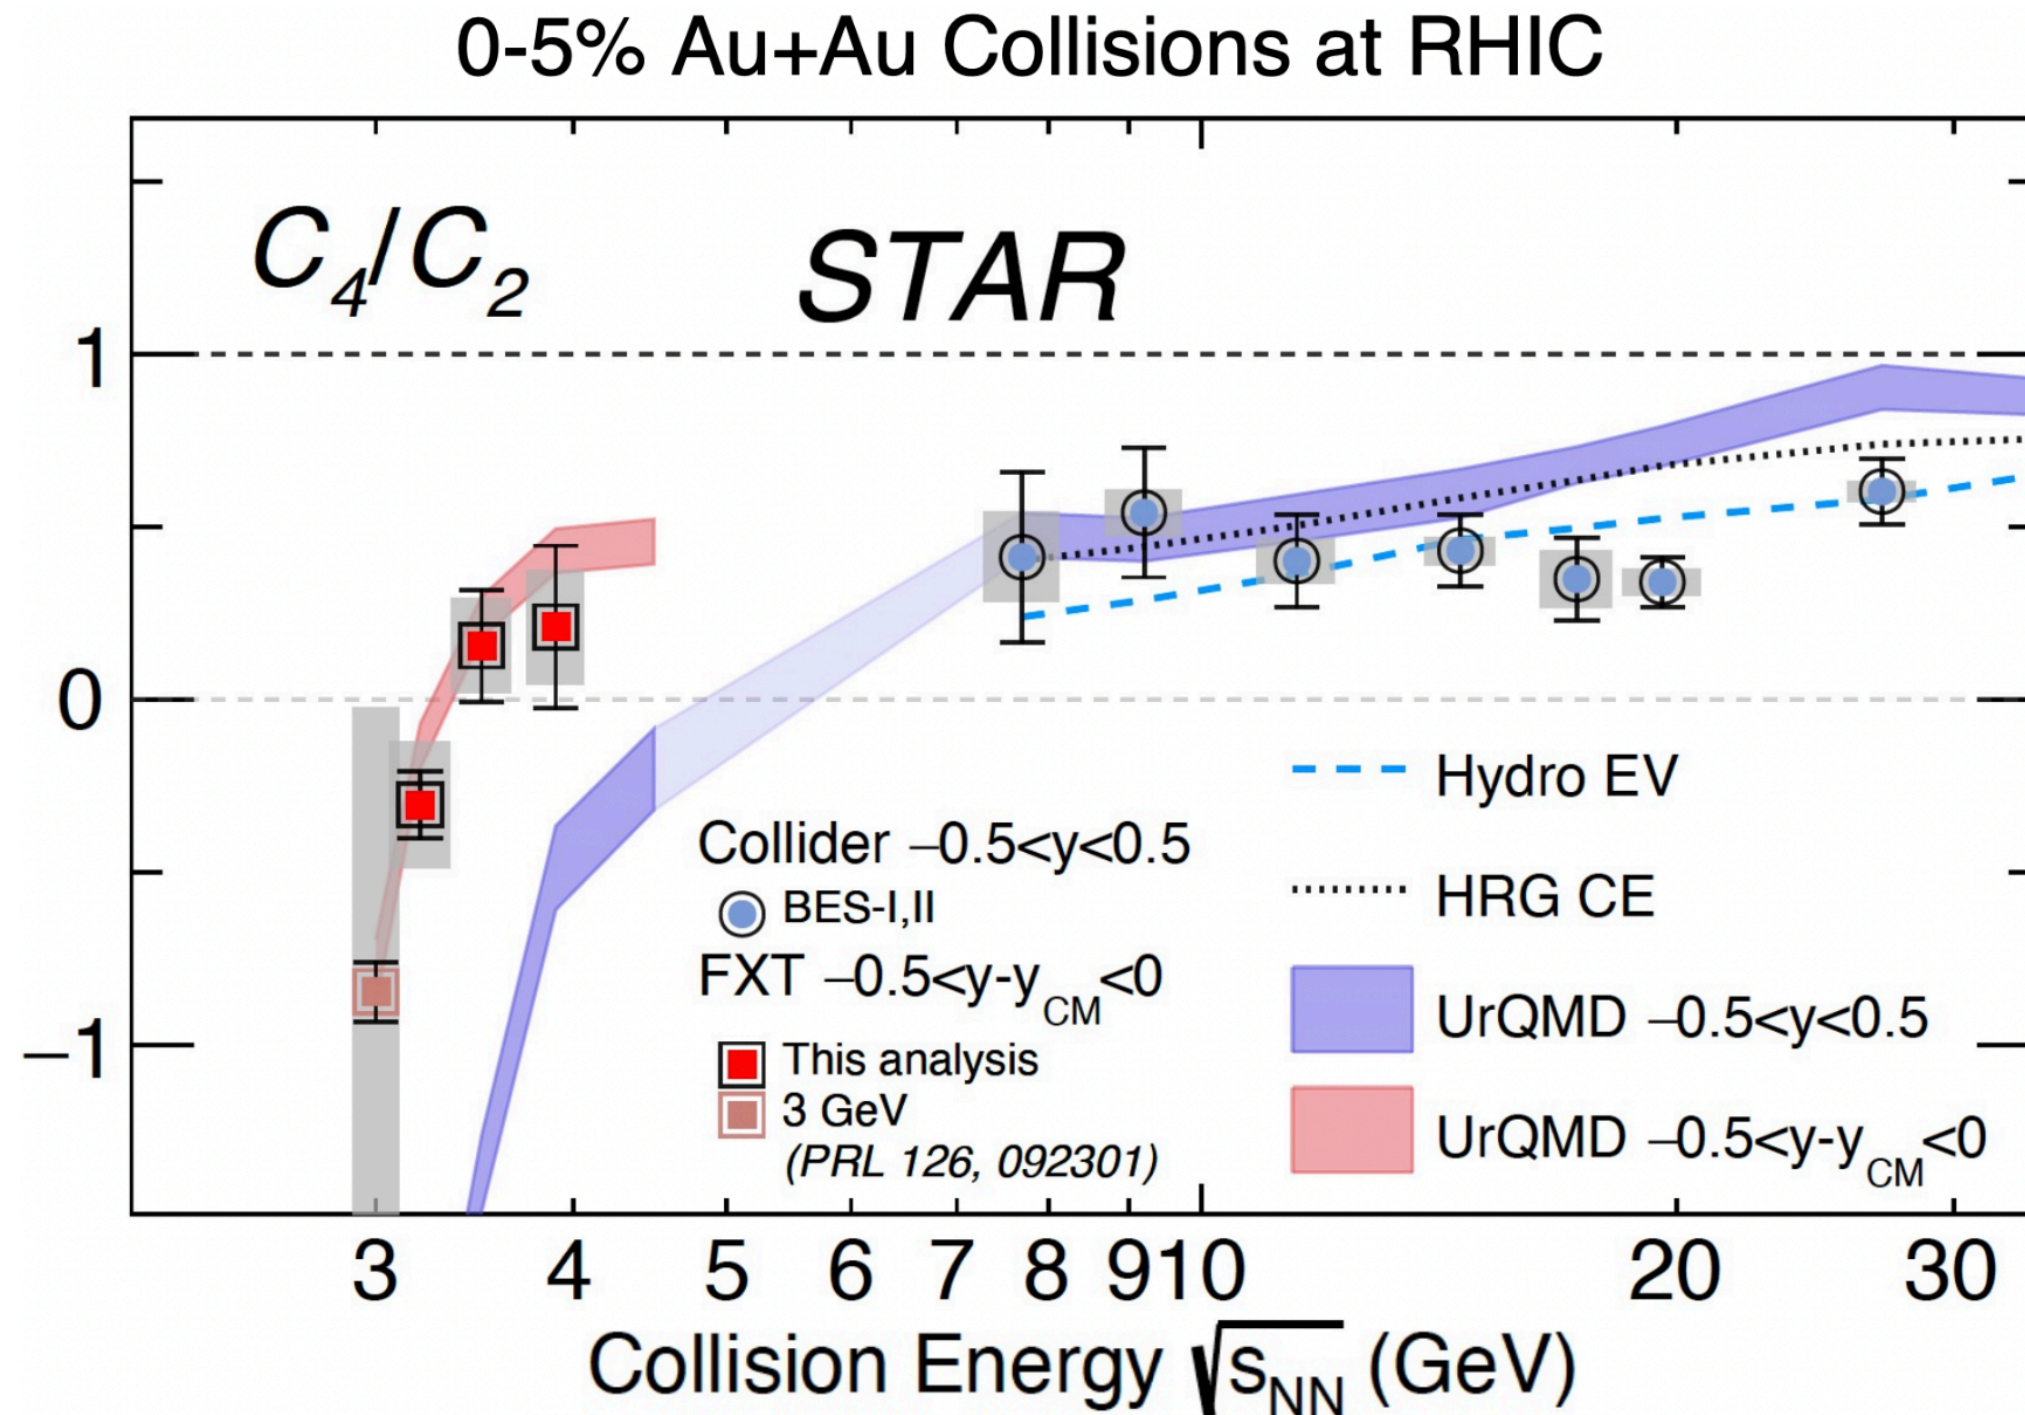 0-5% Au+Au Collisions at RHIC
C4/C2
STAR
1
0
–1
Collider –0.5<y<0.5
BES-I,II
FXT –0.5<y-yCM<0
This analysis
3 GeV
(PRL 126, 092301)
Hydro EV
HRG CE
UrQMD –0.5<y<0.5
UrQMD –0.5<y-yCM<0
3 4 5 6 7 8 910 20 30
Collision Energy √sNN (GeV)